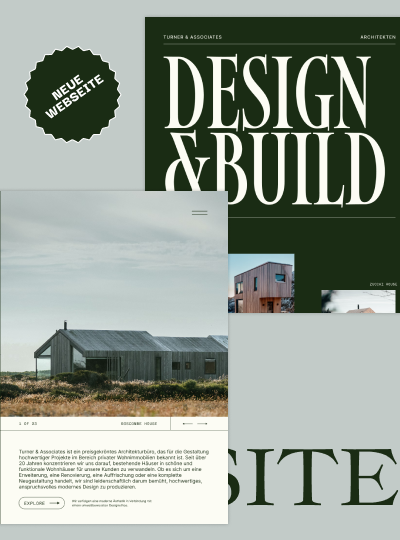 NEUE
WEBSEITE
TURNER & ASSOCIATES
ARCHITEKTEN
DESIGN
&BUILD
1 OF 23
BUSCOMBE HOUSE
Turner & Associates ist ein preisgekröntes Architekturbüro, das für die Gestaltung
hochwertiger Projekte im Bereich privater Wohnimmobilien bekannt ist. Seit über
20 Jahren konzentrieren wir uns darauf, bestehende Häuser in schöne und
funktionale Wohnhäuser für unsere Kunden zu verwandeln. Ob es sich um eine
Erweiterung, eine Renovierung, eine Auffrischung oder eine komplette
Neugestaltung handelt, wir sind leidenschaftlich darum bemüht, hochwertiges,
anspruchsvolles modernes Design zu produzieren.
EXPLORE
SITE